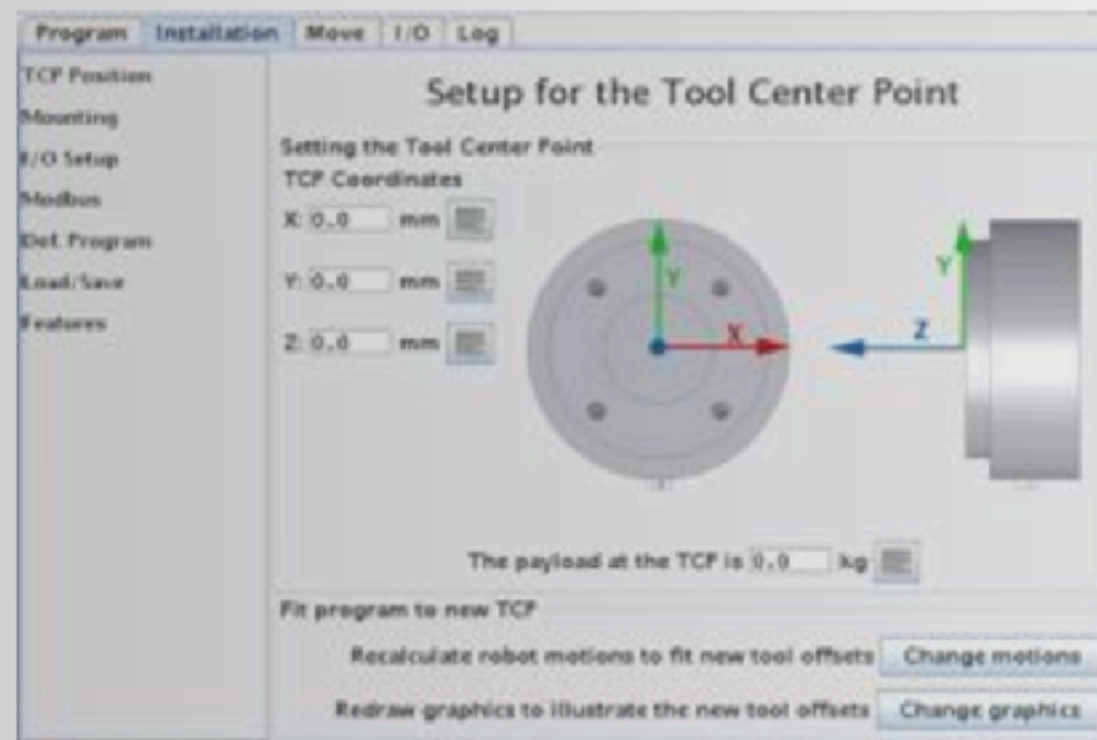 Program Installation Move I/O Log
TCP Position
Mounting
I/O Setup
Modbus
Def. Program
Load/Save
Features
Setup for the Tool Center Point
Setting the Tool Center Point
TCP Coordinates
X: 0.0 mm
Y: 0.0 mm
Z: 0.0 mm
Y
X
Y
Z
The payload at the TCP is 0.0 kg
Fit program to new TCP
Recalculate robot motions to fit new tool offsets Change motions
Redraw graphics to illustrate the new tool offsets Change graphics